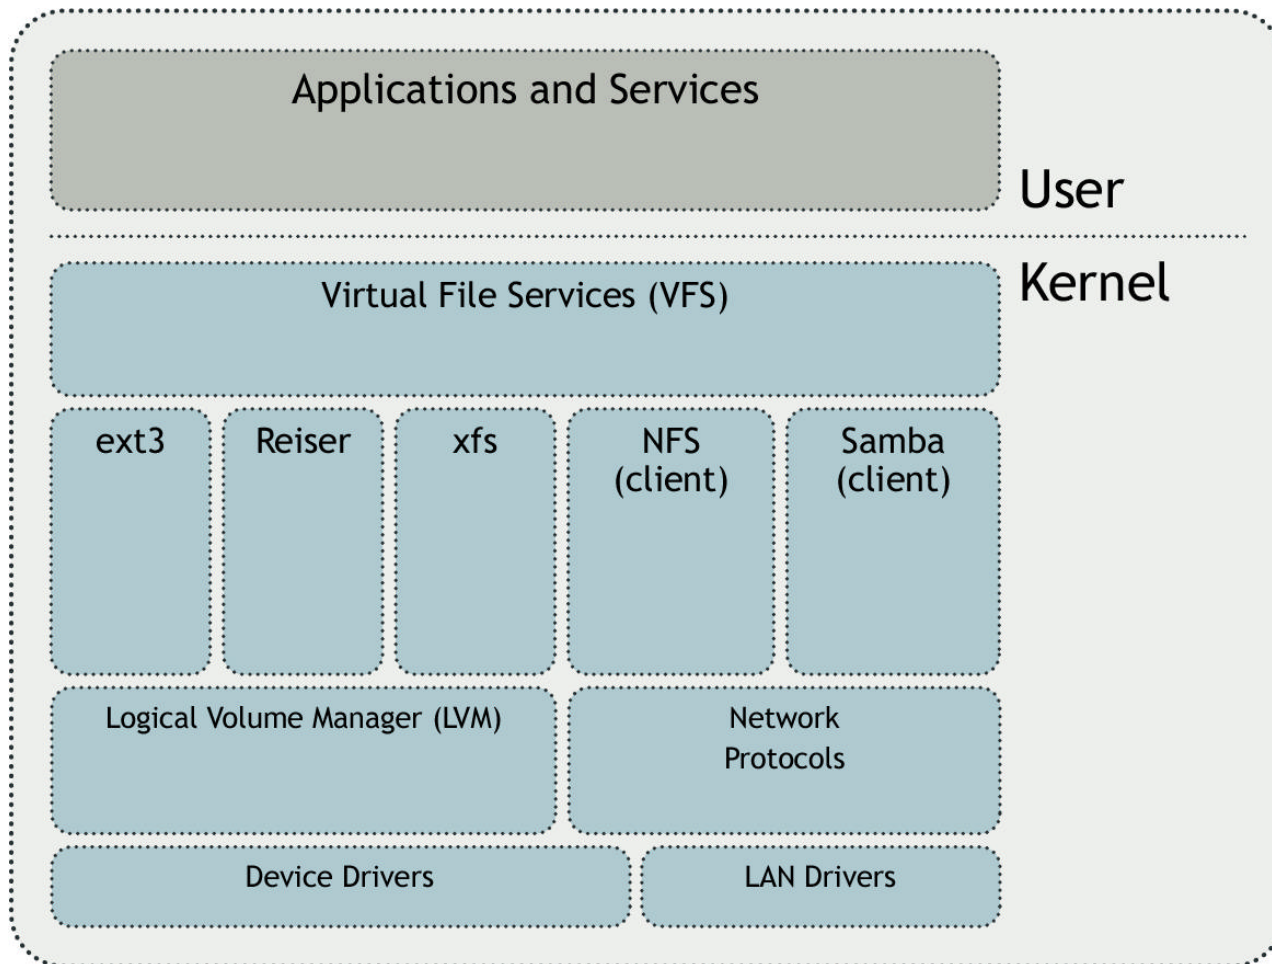 Applications and Services
User
Kernel
Virtual File Services (VFS)
ext3
Reiser
xfs
NFS
(client)
Samba
(client)
Logical Volume Manager (LVM)
Network
Protocols
Device Drivers
LAN Drivers